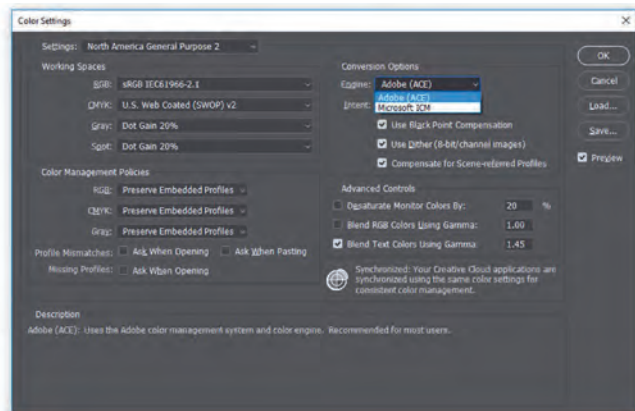 Color Settings
Settings: North America General Purpose 2
Working Spaces
RGB: sRGB IEC61966-2.1
CMYK: U.S. Web Coated (SWOP) v2
Gray: Dot Gain 20%
Spot: Dot Gain 20%
Color Management Policies
RGB: Preserve Embedded Profiles
CMYK: Preserve Embedded Profiles
Gray: Preserve Embedded Profiles
Profile Mismatches: Ask When Opening Ask When Pasting
Missing Profiles: Ask When Opening
Conversion Options
Engine: Adobe (ACE)
Adobe (ACE)
Intent: Microsoft ICM
Use Black Point Compensation
Use Dither (8-bit/channel images)
Compensate for Scene-referred Profiles
Advanced Controls
Desaturate Monitor Colors By: 20 %
Blend RGB Colors Using Gamma: 1.00
Blend Text Colors Using Gamma: 1.45
Synchronized: Your Creative Cloud applications are
synchronized using the same color settings for
consistent color management.
OK
Cancel
Load...
Save...
Preview
Description
Adobe (ACE): Uses the Adobe color management system and color engine. Recommended for most users.